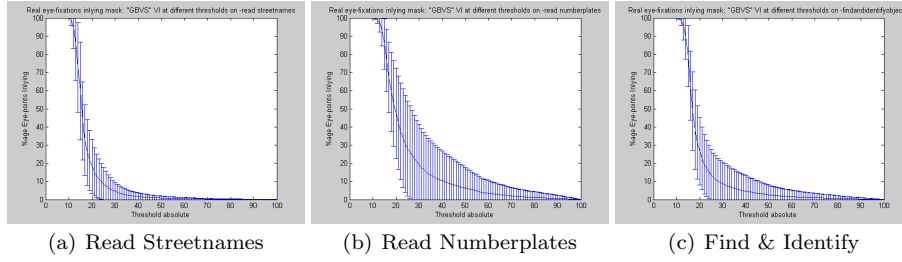 Real eye-fixations inlying mask: "GBVS" VI at different thresholds on -read streetnames
100
90
80
70
60
50
40
30
20
10
0
%age Eye-points Inlying
0 10 20 30 40 50 60 70 80 90 100
Threshold absolute
(a) Read Streetnames
Real eye-fixations inlying mask: "GBVS" VI at different thresholds on -read numberplates
100
90
80
70
60
50
40
30
20
10
0
%age Eye-points Inlying
0 10 20 30 40 50 60 70 80 90 100
Threshold absolute
(b) Read Numberplates
Real eye-fixations inlying mask: "GBVS" VI at different thresholds on -findandidentifyobjec
100
90
80
70
60
50
40
30
20
10
0
%age Eye-points Inlying
0 10 20 30 40 50 60 70 80 90 100
Threshold absolute
(c) Find & Identify